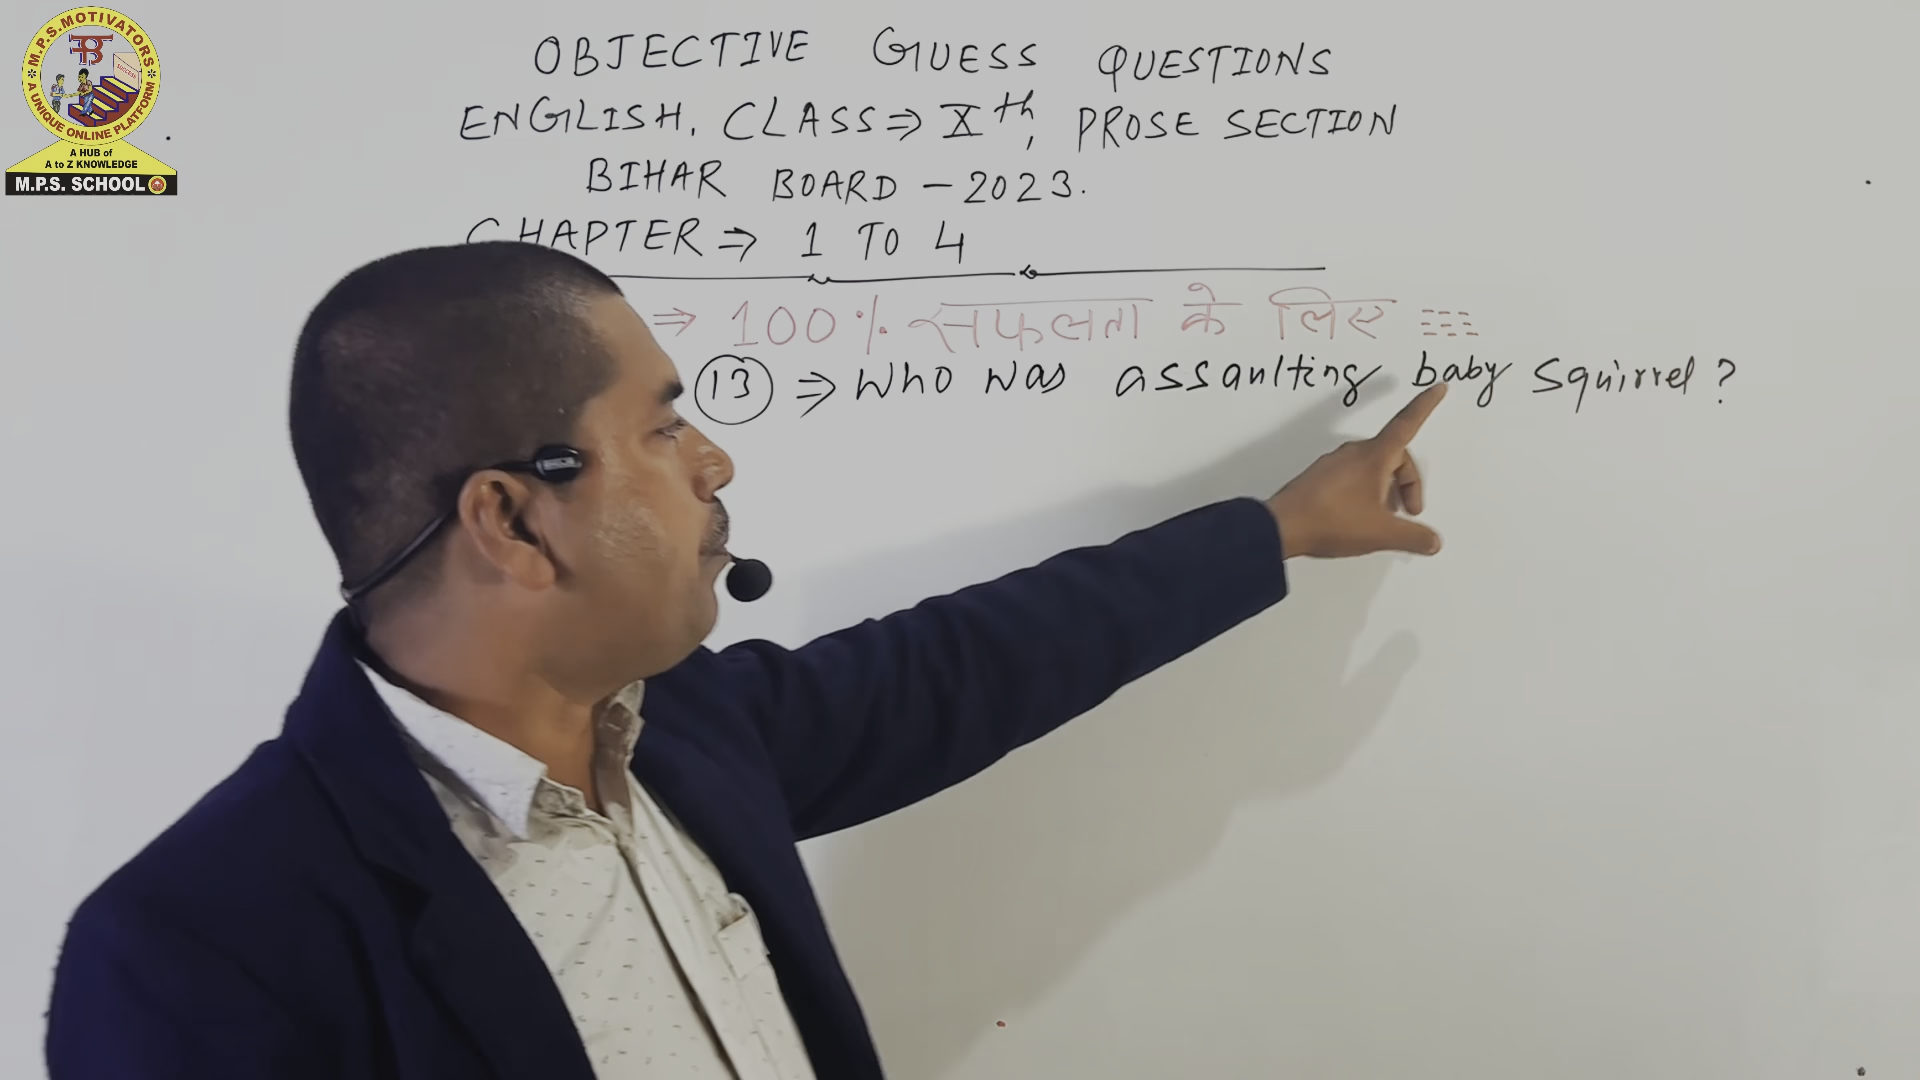 M.P.S. MOTIVATORS
SUCCESS
A UNIQUE ONLINE PLATFORM
A HUB of
A to Z KNOWLEDGE
M.P.S. SCHOOL
OBJECTIVE GUESS QUESTIONS
ENGLISH. CLASS ⇒ Xth, PROSE SECTION
BIHAR BOARD - 2023.
CHAPTER ⇒ 1 TO 4
⇒ 100% सफलता के लिए
13 ⇒ Who was assaulting baby squirrel?